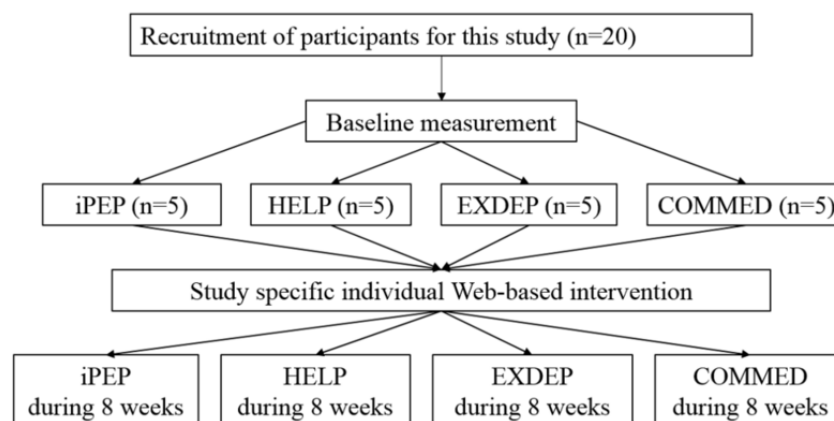 Recruitment of participants for this study (n=20)
Baseline measurement
iPEP (n=5)
HELP (n=5)
EXDEP (n=5)
COMMED (n=5)
Study specific individual Web-based intervention
iPEP
during 8 weeks
HELP
during 8 weeks
EXDEP
during 8 weeks
COMMED
during 8 weeks